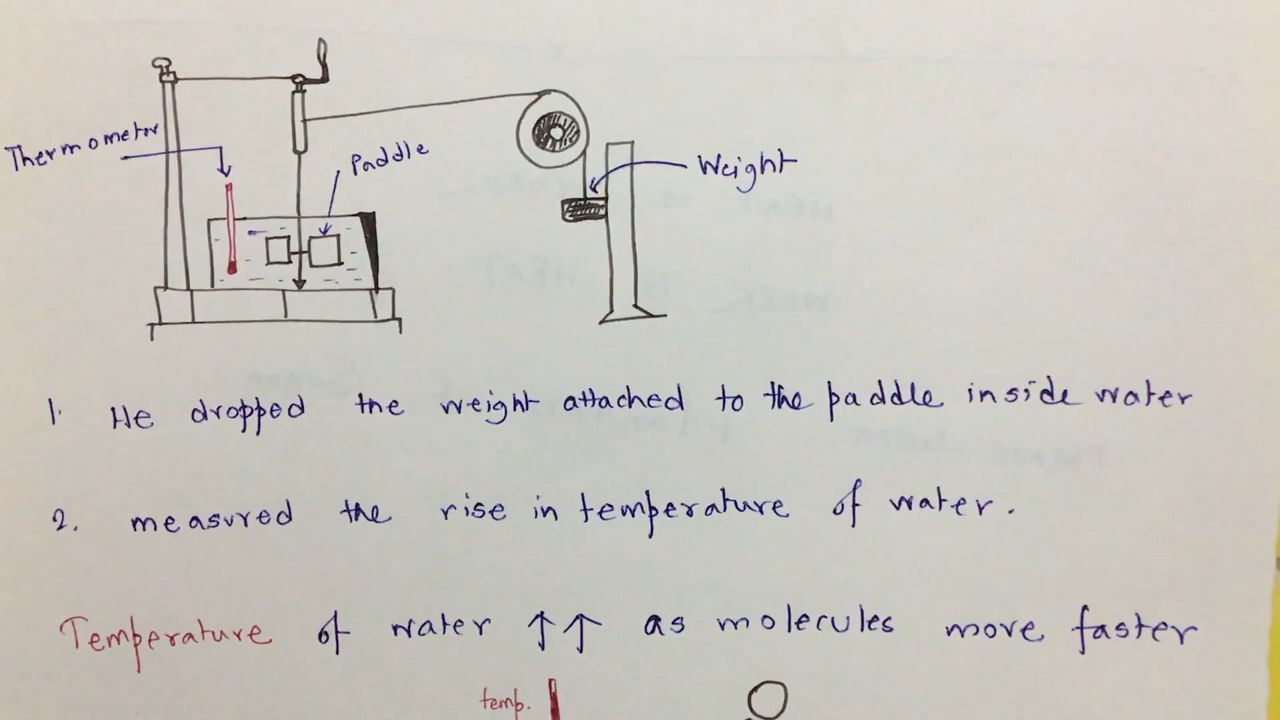 Thermometer
Paddle
Weight
1. He dropped the weight attached to the paddle inside water
2. measured the rise in temperature of water.
Temperature of water ↑↑ as molecules move faster
temp.